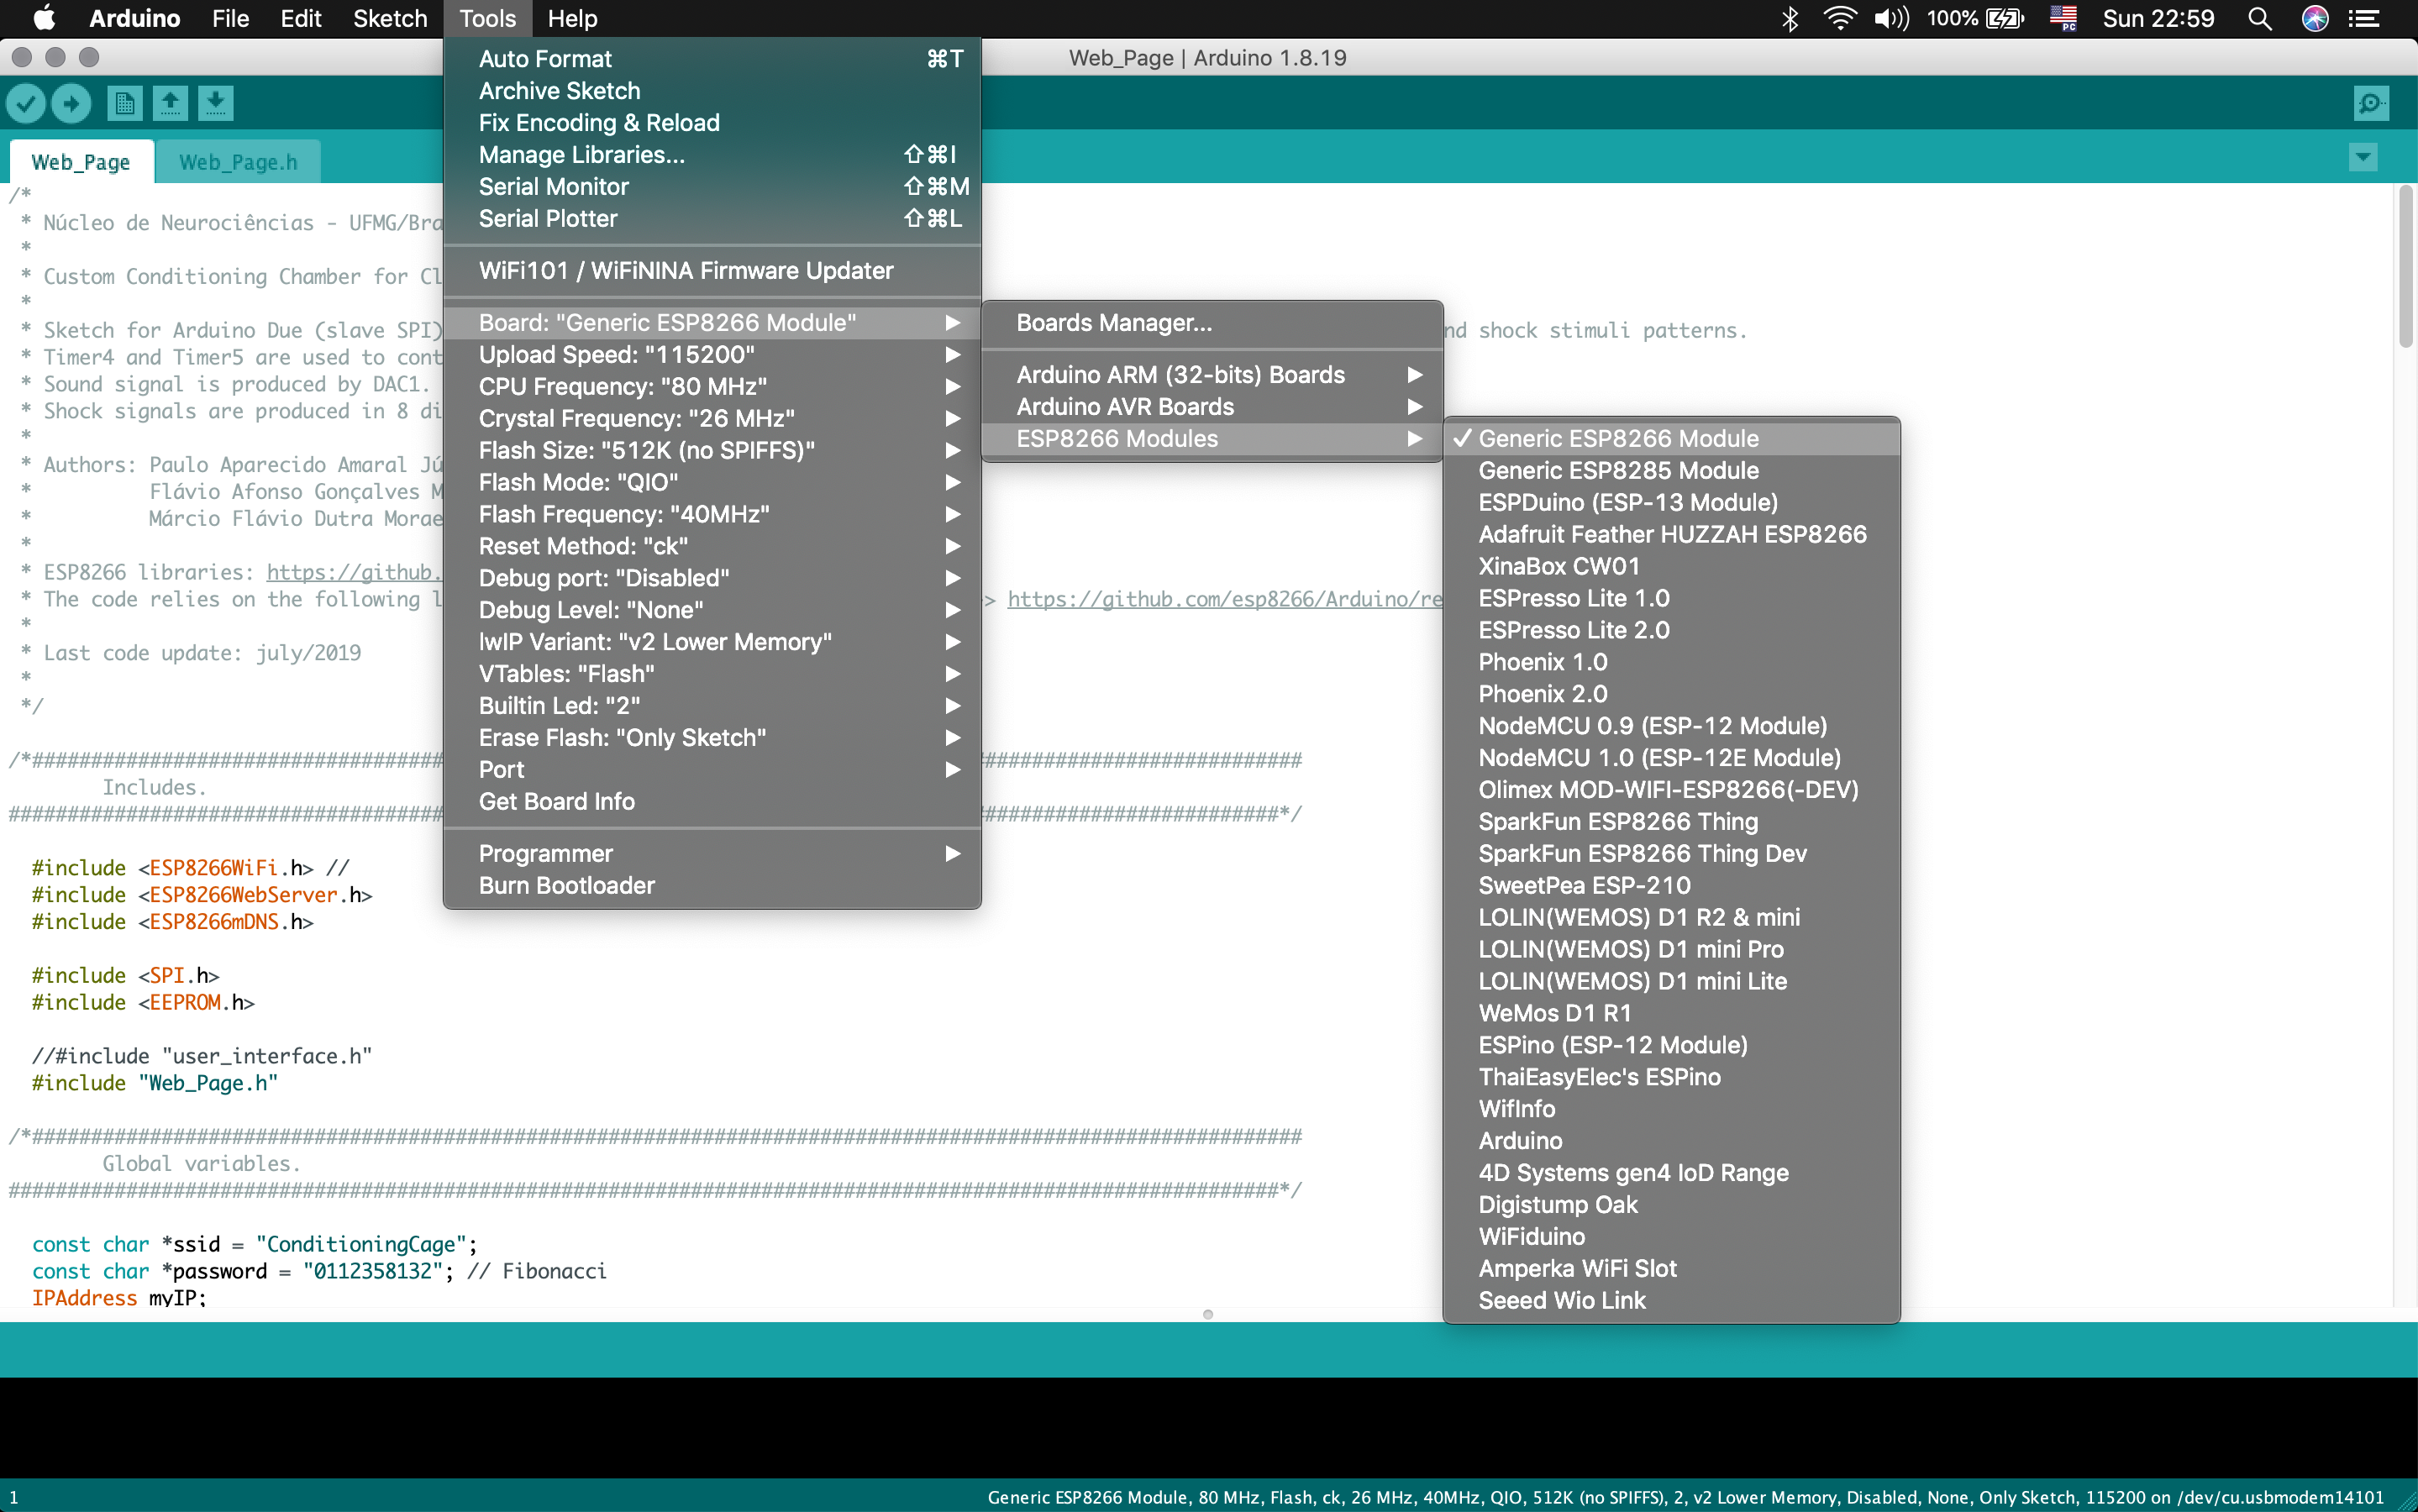 Arduino File Edit Sketch Tools Help 100% PC Sun 22:59
Web_Page | Arduino 1.8.19
Web_Page Web_Page.h
/*
* Núcleo de Neurociências - UFMG/Bra
*
* Custom Conditioning Chamber for Cl
*
* Sketch for Arduino Due (slave SPI) nd shock stimuli patterns.
* Timer4 and Timer5 are used to cont
* Sound signal is produced by DAC1.
* Shock signals are produced in 8 di
*
* Authors: Paulo Aparecido Amaral Jú
* Flávio Afonso Gonçalves M
* Márcio Flávio Dutra Morae
*
* ESP8266 libraries: https://github.
* The code relies on the following l > https://github.com/esp8266/Arduino/re
*
* Last code update: july/2019
*
*/
/*#################################### ###########################
Includes.
##################################### #########################*/
#include <ESP8266WiFi.h> //
#include <ESP8266WebServer.h>
#include <ESP8266mDNS.h>
#include <SPI.h>
#include <EEPROM.h>
//#include "user_interface.h"
#include "Web_Page.h"
/*############################################################################################################
Global variables.
############################################################################################################*/
const char *ssid = "ConditioningCage";
const char *password = "0112358132"; // Fibonacci
IPAddress myIP;
Auto Format ⌘T
Archive Sketch
Fix Encoding & Reload
Manage Libraries... ⇧⌘I
Serial Monitor ⇧⌘M
Serial Plotter ⇧⌘L
WiFi101 / WiFiNINA Firmware Updater
Board: "Generic ESP8266 Module" ▶
Upload Speed: "115200" ▶
CPU Frequency: "80 MHz" ▶
Crystal Frequency: "26 MHz" ▶
Flash Size: "512K (no SPIFFS)" ▶
Flash Mode: "QIO" ▶
Flash Frequency: "40MHz" ▶
Reset Method: "ck" ▶
Debug port: "Disabled" ▶
Debug Level: "None" ▶
lwIP Variant: "v2 Lower Memory" ▶
VTables: "Flash" ▶
Builtin Led: "2" ▶
Erase Flash: "Only Sketch" ▶
Port ▶
Get Board Info
Programmer ▶
Burn Bootloader
Boards Manager...
Arduino ARM (32-bits) Boards ▶
Arduino AVR Boards ▶
ESP8266 Modules ▶
✓ Generic ESP8266 Module
Generic ESP8285 Module
ESPDuino (ESP-13 Module)
Adafruit Feather HUZZAH ESP8266
XinaBox CW01
ESPresso Lite 1.0
ESPresso Lite 2.0
Phoenix 1.0
Phoenix 2.0
NodeMCU 0.9 (ESP-12 Module)
NodeMCU 1.0 (ESP-12E Module)
Olimex MOD-WIFI-ESP8266(-DEV)
SparkFun ESP8266 Thing
SparkFun ESP8266 Thing Dev
SweetPea ESP-210
LOLIN(WEMOS) D1 R2 & mini
LOLIN(WEMOS) D1 mini Pro
LOLIN(WEMOS) D1 mini Lite
WeMos D1 R1
ESPino (ESP-12 Module)
ThaiEasyElec's ESPino
WifInfo
Arduino
4D Systems gen4 IoD Range
Digistump Oak
WiFiduino
Amperka WiFi Slot
Seeed Wio Link
1 Generic ESP8266 Module, 80 MHz, Flash, ck, 26 MHz, 40MHz, QIO, 512K (no SPIFFS), 2, v2 Lower Memory, Disabled, None, Only Sketch, 115200 on /dev/cu.usbmodem14101